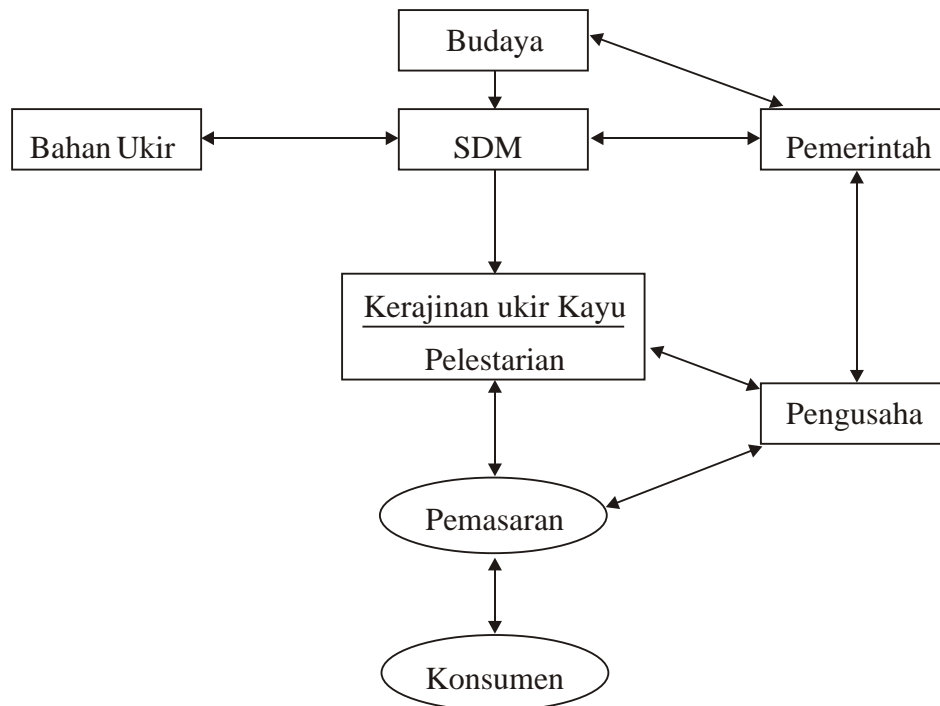 Budaya
Bahan Ukir
SDM
Pemerintah
Kerajinan ukir Kayu
Pelestarian
Pengusaha
Pemasaran
Konsumen